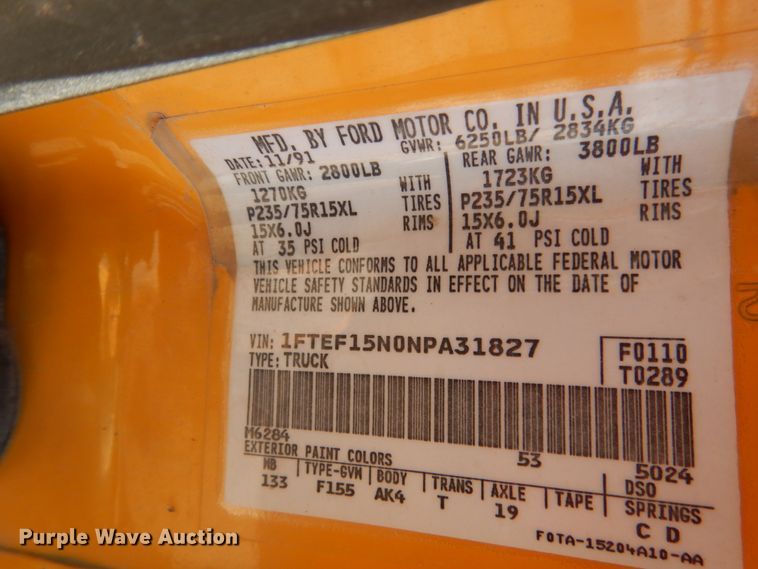 MFD. BY FORD MOTOR CO. IN U.S.A.
DATE: 11/91 GVWR: 6250LB/ 2834KG
FRONT GAWR: 2800LB REAR GAWR: 3800LB
1270KG WITH 1723KG WITH
P235/75R15XL TIRES P235/75R15XL TIRES
15X6.0J RIMS 15X6.0J RIMS
AT 35 PSI COLD AT 41 PSI COLD
THIS VEHICLE CONFORMS TO ALL APPLICABLE FEDERAL MOTOR
VEHICLE SAFETY STANDARDS IN EFFECT ON THE DATE OF
MANUFACTURE SHOWN ABOVE.
VIN: 1FTEF15N0NPA31827 F0110
TYPE: TRUCK T0289
M6284
EXTERIOR PAINT COLORS 53 5024
WB TYPE-GVM BODY TRANS AXLE TAPE DSO
133 F155 AK4 T 19 SPRINGS
C D
F0TA-15204A10-AA
Purple Wave Auction